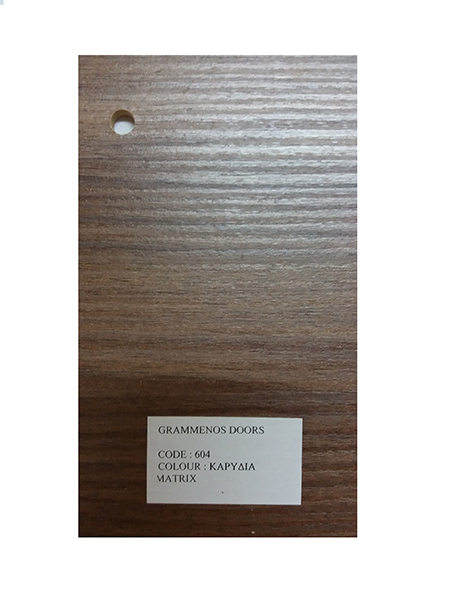 GRAMMENOS DOORS
CODE : 604
COLOUR : ΚΑΡΥΔΙΑ
MATRIX